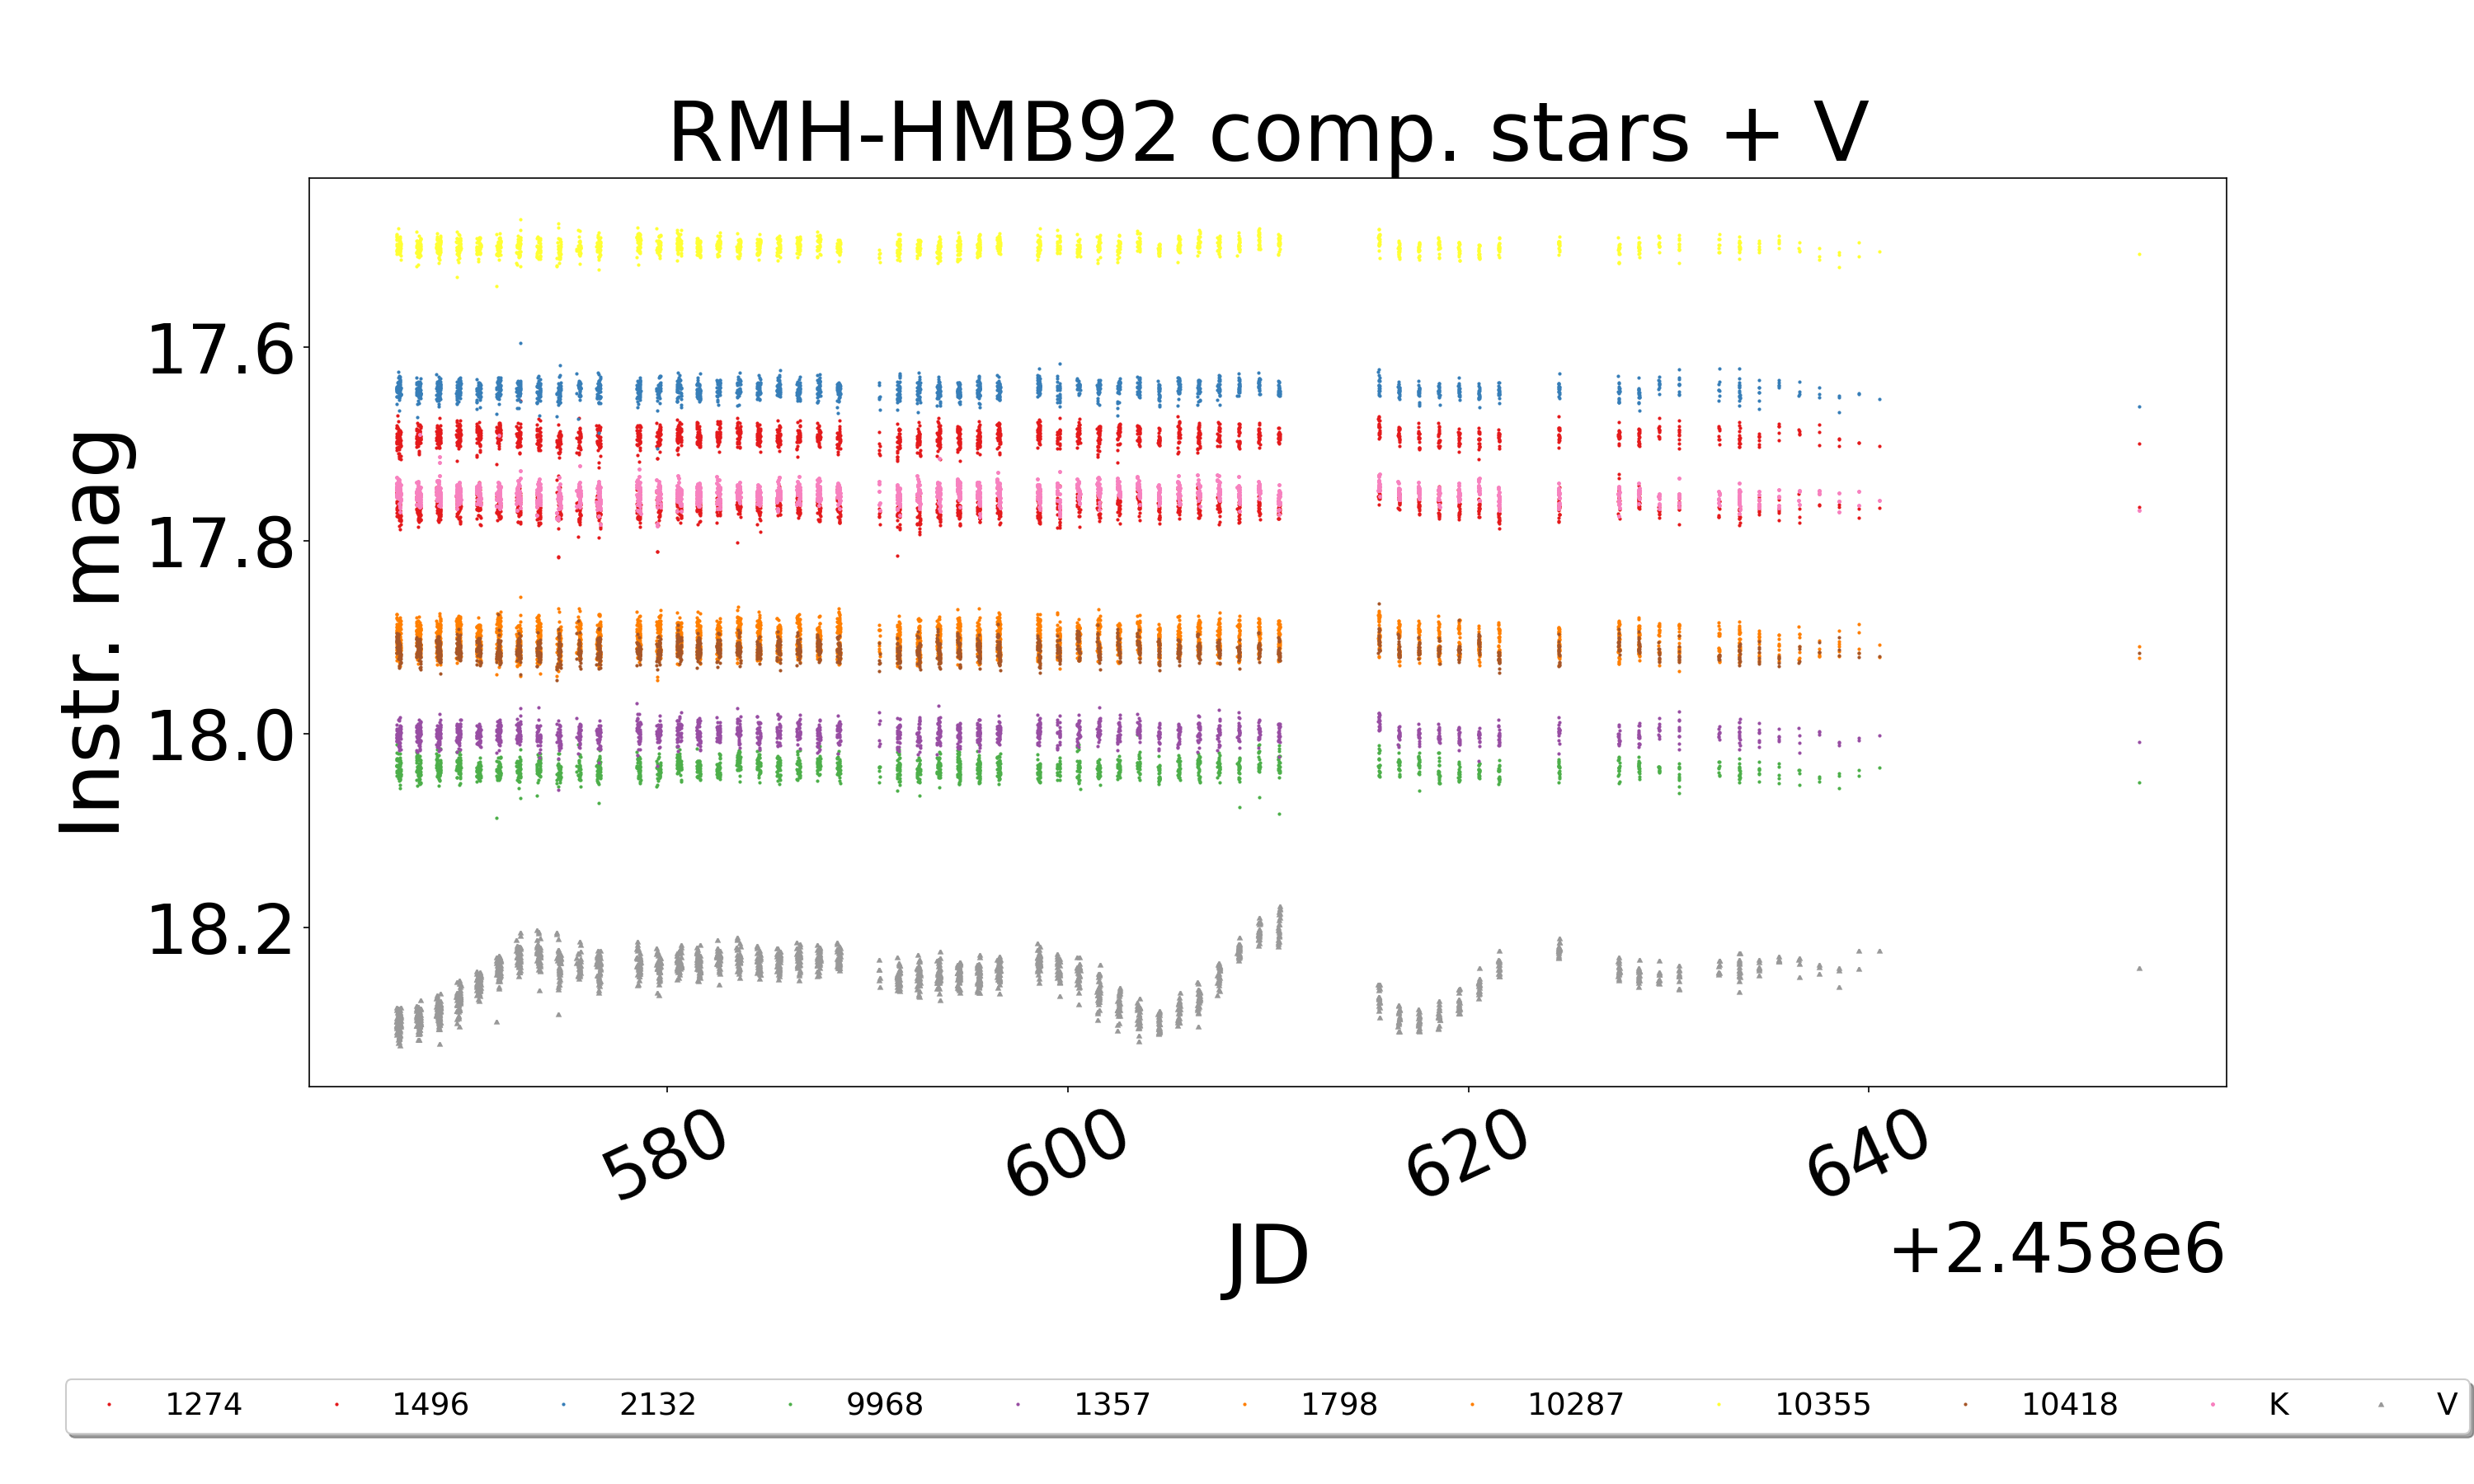 RMH-HMB92 comp. stars + V
Instr. mag
17.6
17.8
18.0
18.2
580
600
620
640
JD
+2.458e6
1274 1496 2132 9968 1357 1798 10287 10355 10418 K V